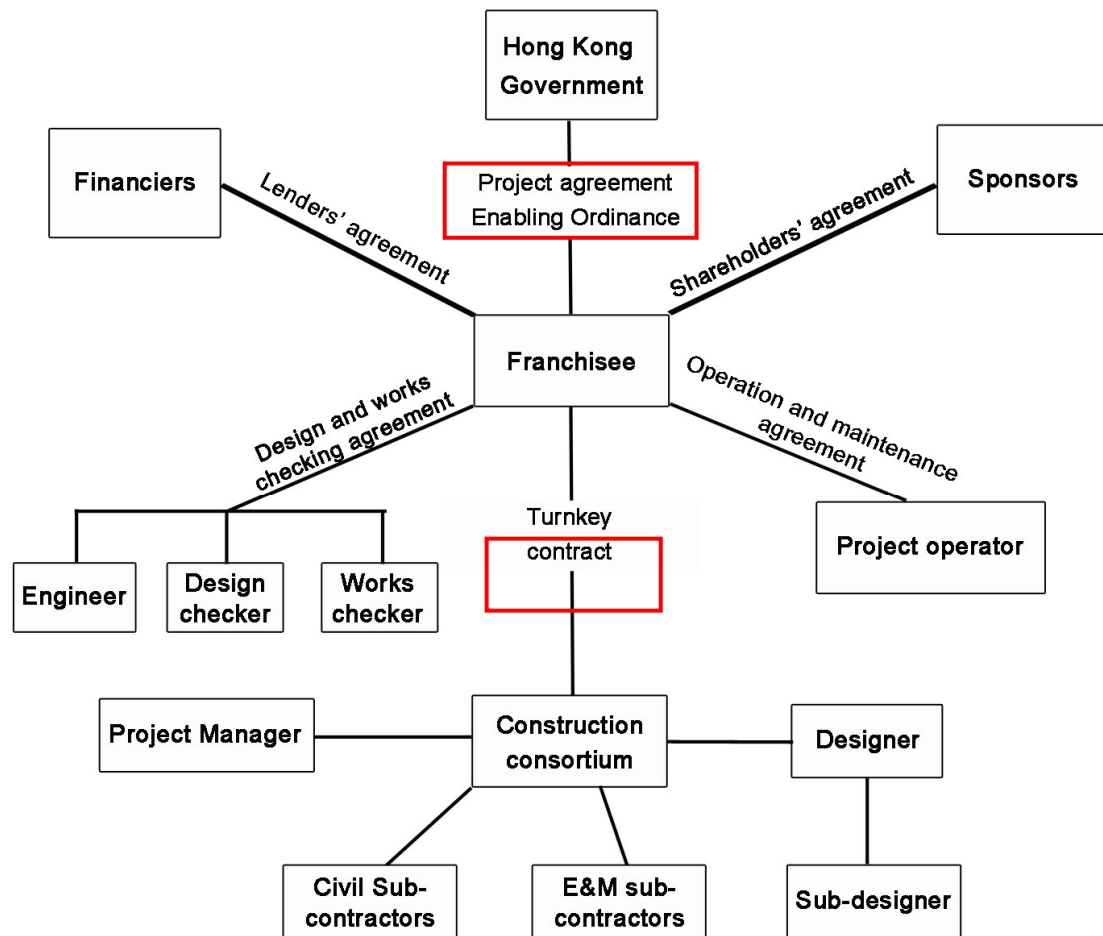 Hong Kong
Government
Financiers
Sponsors
Lenders' agreement
Project agreement
Enabling Ordinance
Shareholders' agreement
Franchisee
Design and works
checking agreement
Operation and maintenance
agreement
Turnkey
contract
Engineer
Design
checker
Works
checker
Project operator
Project Manager
Construction
consortium
Designer
Civil Sub-
contractors
E&M sub-
contractors
Sub-designer